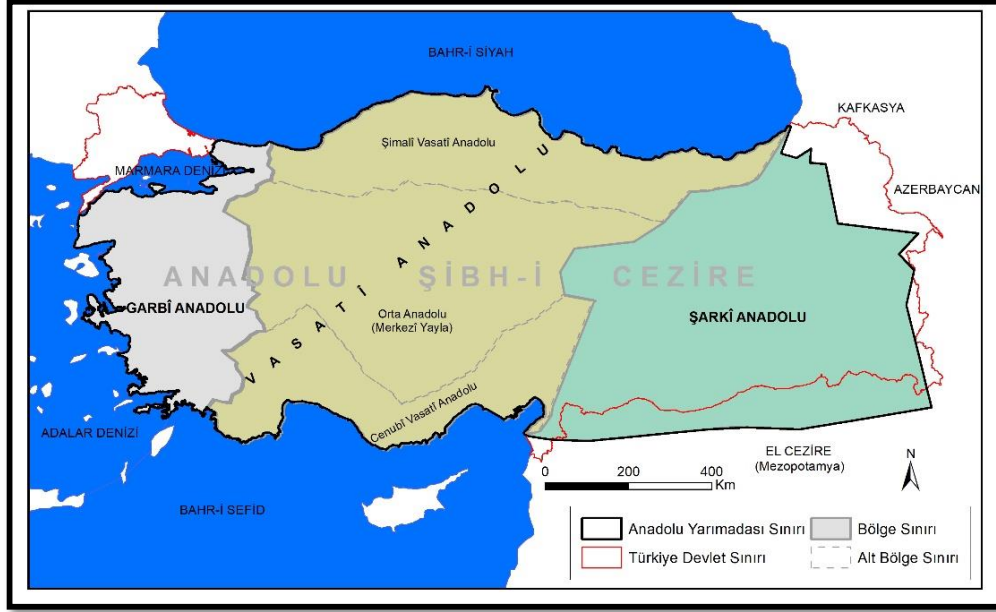 BAHR-İ SİYAH
KAFKASYA
Şimalî Vasatî Anadolu
MARMARA DENİZİ
AZERBAYCAN
ANADOLU ŞİBH-İ CEZİRE
VASATÎ ANADOLU
GARBÎ ANADOLU
Orta Anadolu
(Merkezî Yayla)
ŞARKÎ ANADOLU
Cenubî Vasatî Anadolu
ADALAR DENİZİ
EL CEZİRE
(Mezopotamya)
N
0 200 400
Km
BAHR-İ SEFİD
Anadolu Yarımadası Sınırı
Bölge Sınırı
Türkiye Devlet Sınırı
Alt Bölge Sınırı